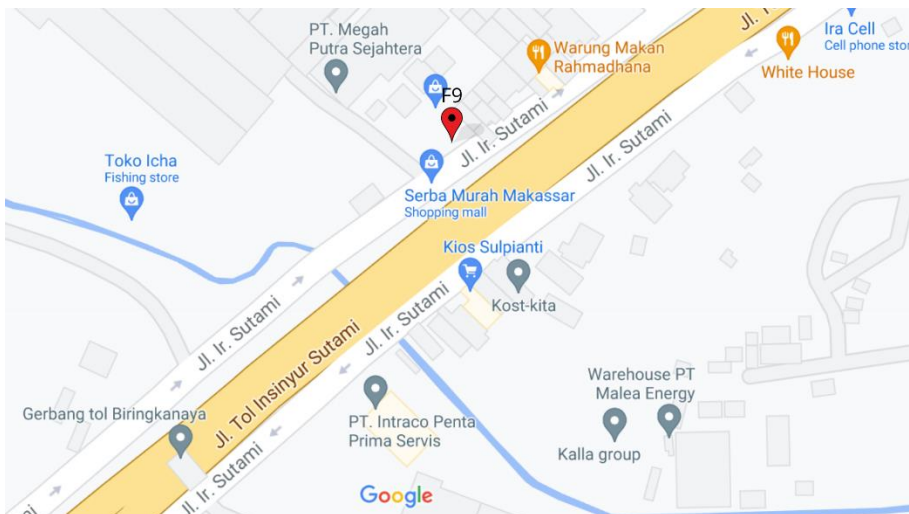 Jl. To
PT. Megah
Putra Sejahtera
Ira Cell
Cell phone stor
Warung Makan
Rahmadhana
White House
F9
Jl. Ir. Sutami
Jl. Ir. Sutami
Toko Icha
Fishing store
Serba Murah Makassar
Shopping mall
Kios Sulpianti
Kost-kita
Jl. Ir. Sutami
Jl. Ir. Sutami
Jl. Tol Insinyur Sutami
Warehouse PT
Malea Energy
Gerbang tol Biringkanaya
PT. Intraco Penta
Prima Servis
Kalla group
Jl. Ir. Sutami
Google